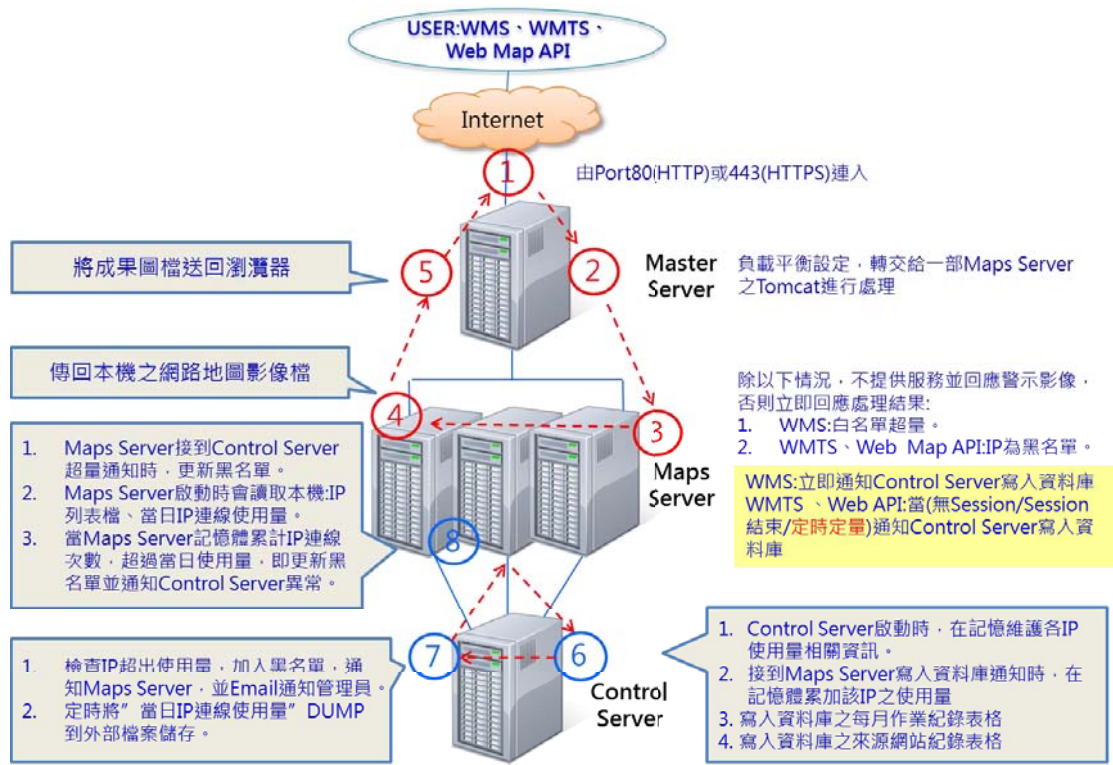 USER:WMS、WMTS、
Web Map API
Internet
1
由Port80(HTTP)或443(HTTPS)連入
將成果圖檔送回瀏灠器
5
2
Master
Server
負載平衡設定，轉交給一部Maps Server
之Tomcat進行處理
傳回本機之網路地圖影像檔
4
3
Maps
Server
除以下情況，不提供服務並回應警示影像，
否則立即回應處理結果:
1. WMS:白名單超量。
2. WMTS、Web Map API:IP為黑名單。
WMS:立即通知Control Server寫入資料庫
WMTS 、Web API:當(無Session/Session
結束/定時定量)通知Control Server寫入資
料庫
1. Maps Server接到Control Server
超量通知時，更新黑名單。
2. Maps Server啟動時會讀取本機:IP
列表檔、當日IP連線使用量。
3. 當Maps Server記憶體累計IP連線
次數，超過當日使用量，即更新黑
名單並通知Control Server異常。
8
7
6
Control
Server
1. 檢查IP超出使用量，加入黑名單，通
知Maps Server，並Email通知管理員。
2. 定時將”當日IP連線使用量”DUMP
到外部檔案儲存。
1. Control Server啟動時，在記憶維護各IP
使用量相關資訊。
2. 接到Maps Server寫入資料庫通知時，在
記憶體累加該IP之使用量
3. 寫入資料庫之每月作業紀錄表格
4. 寫入資料庫之來源網站紀錄表格